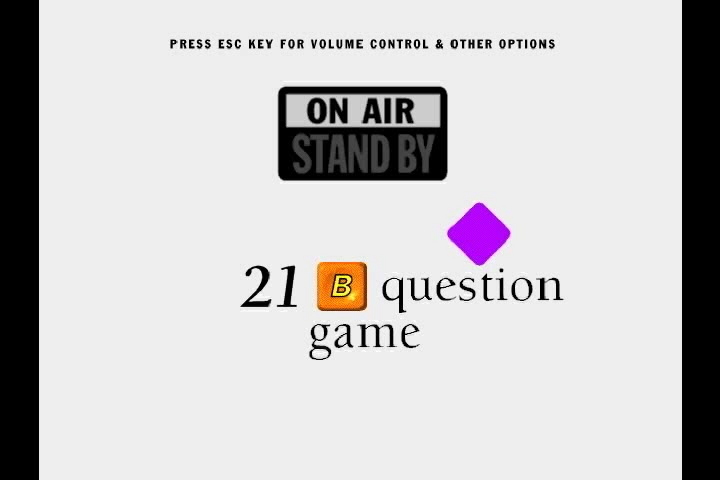 PRESS ESC KEY FOR VOLUME CONTROL & OTHER OPTIONS
ON AIR
STAND BY
21 B question
game